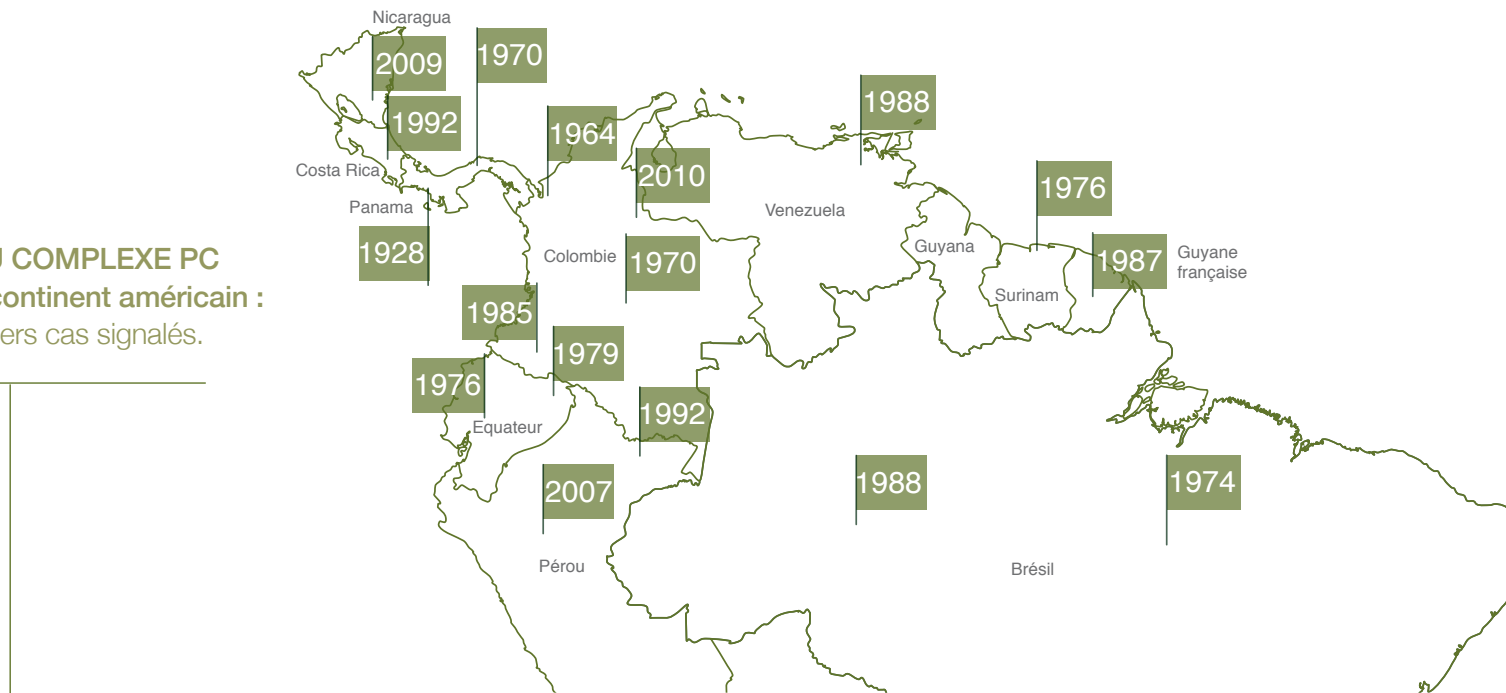 Nicaragua
2009
1970
1992
1964
1988
Costa Rica
2010
1976
Panama
Venezuela
1928
Colombie
1970
Guyana
1987
Guyane
française
Surinam
U COMPLEXE PC
continent américain :
ers cas signalés.
1985
1979
1976
1992
Equateur
2007
1988
1974
Pérou
Brésil